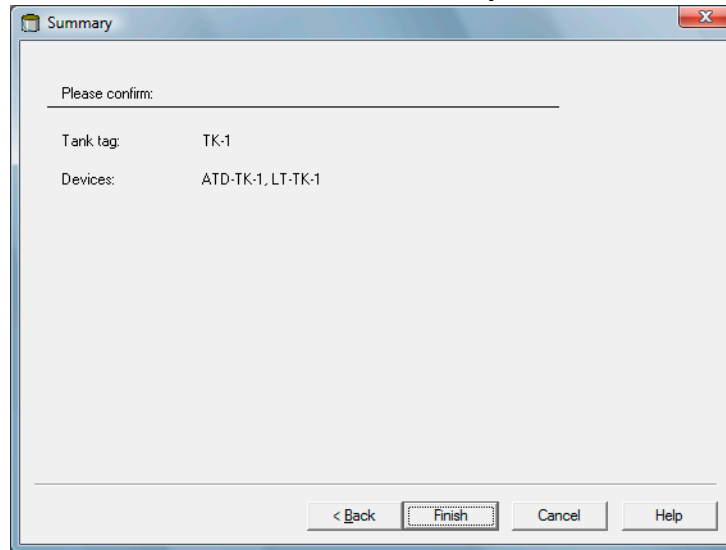 Summary
Please confirm:
Tank tag: TK-1
Devices: ATD-TK-1, LT-TK-1
< Back Finish Cancel Help